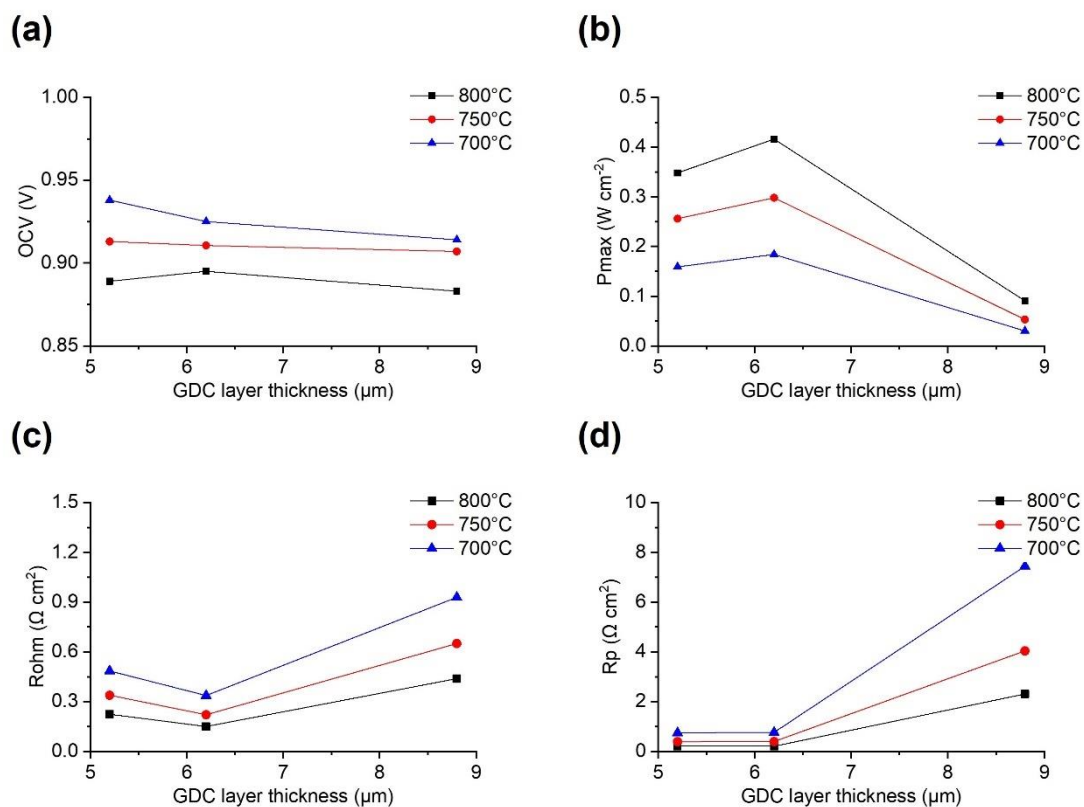 (a)
800°C
750°C
700°C
1.00
0.95
0.90
0.85
OCV (V)
5 6 7 8 9
GDC layer thickness (μm)
(b)
800°C
750°C
700°C
0.5
0.4
0.3
0.2
0.1
0.0
Pmax (W cm⁻²)
5 6 7 8 9
GDC layer thickness (μm)
(c)
800°C
750°C
700°C
1.5
1.2
0.9
0.6
0.3
0.0
Rohm (Ω cm²)
5 6 7 8 9
GDC layer thickness (μm)
(d)
800°C
750°C
700°C
10
8
6
4
2
0
Rp (Ω cm²)
5 6 7 8 9
GDC layer thickness (μm)